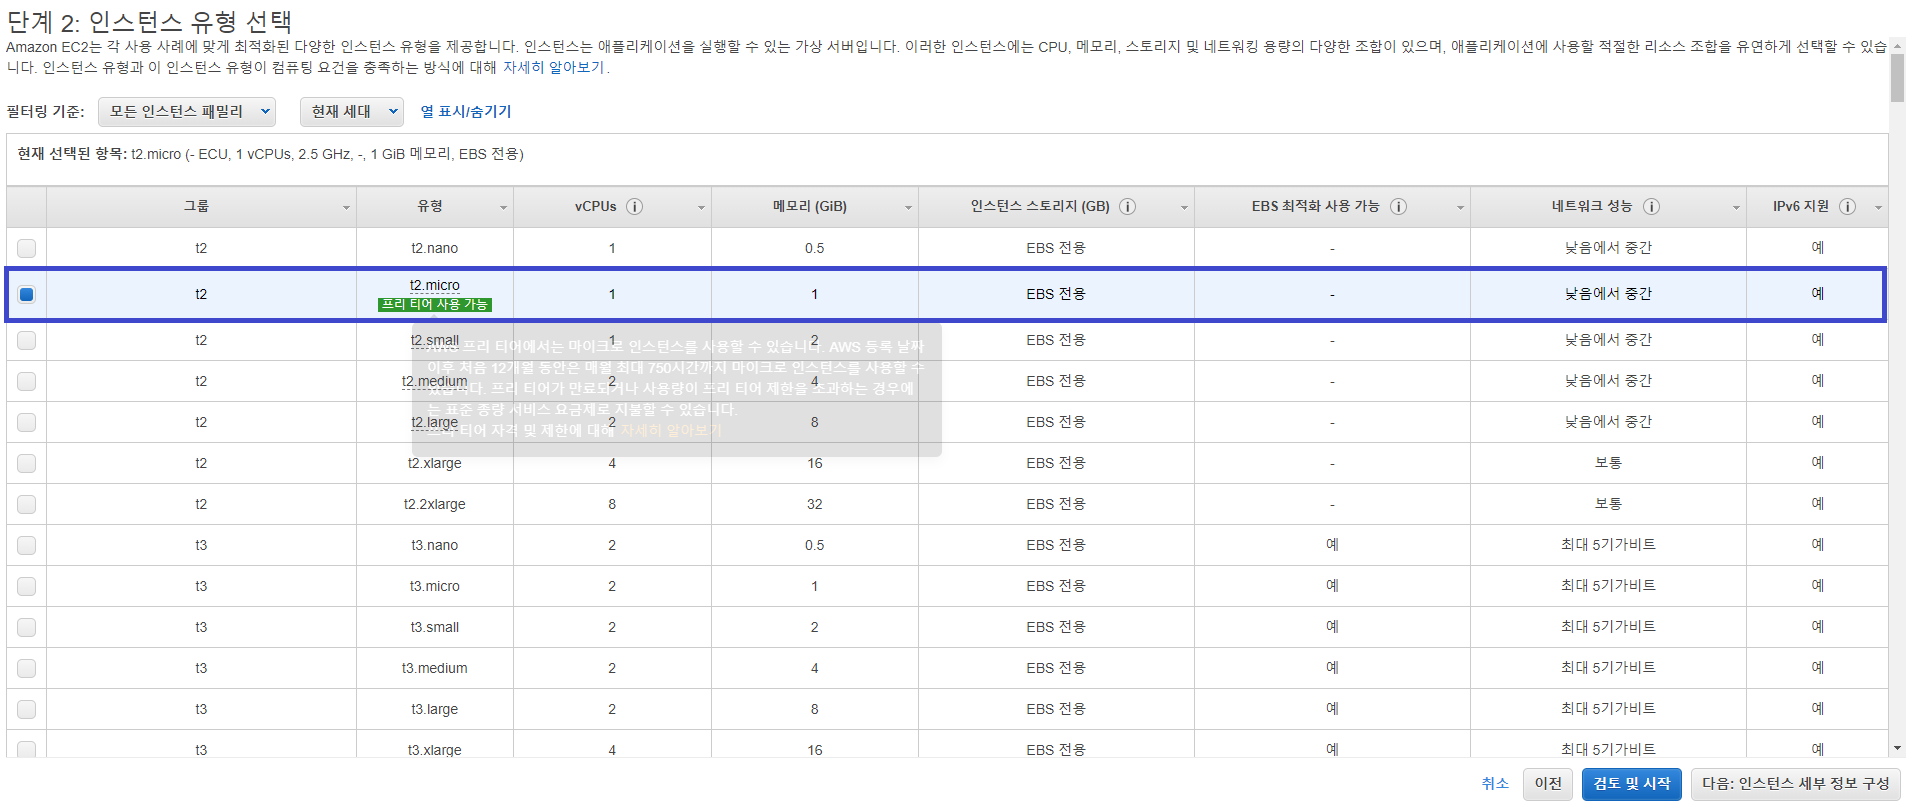 단계 2: 인스턴스 유형 선택
Amazon EC2는 각 사용 사례에 맞게 최적화된 다양한 인스턴스 유형을 제공합니다. 인스턴스는 애플리케이션을 실행할 수 있는 가상 서버입니다. 이러한 인스턴스에는 CPU, 메모리, 스토리지 및 네트워킹 용량의 다양한 조합이 있으며, 애플리케이션에 사용할 적절한 리소스 조합을 유연하게 선택할 수 있습
니다. 인스턴스 유형과 이 인스턴스 유형이 컴퓨팅 요건을 충족하는 방식에 대해 자세히 알아보기.
필터링 기준: 모든 인스턴스 패밀리 현재 세대 열 표시/숨기기
현재 선택된 항목: t2.micro (- ECU, 1 vCPUs, 2.5 GHz, -, 1 GiB 메모리, EBS 전용)
그룹 유형 vCPUs 메모리 (GiB) 인스턴스 스토리지 (GB) EBS 최적화 사용 가능 네트워크 성능 IPv6 지원
t2 t2.nano 1 0.5 EBS 전용 - 낮음에서 중간 예
t2 t2.micro 1 1 EBS 전용 - 낮음에서 중간 예
프리 티어 사용 가능
t2 t2.small 1 2 EBS 전용 - 낮음에서 중간 예
프리 티어에서는 마이크로 인스턴스를 사용할 수 있습니다. AWS 등록 날짜
이후 처음 12개월 동안은 매월 최대 750시간까지 마이크로 인스턴스를 사용할 수
t2 t2.medium 2 4 EBS 전용 - 낮음에서 중간 예
있습니다. 프리 티어가 만료되거나 사용량이 프리 티어 제한을 초과하는 경우에
는 표준 종량 서비스 요금제로 지불할 수 있습니다.
t2 t2.large 2 8 EBS 전용 - 낮음에서 중간 예
프리 티어 자격 및 제한에 대해 자세히 알아보기
t2 t2.xlarge 4 16 EBS 전용 - 보통 예
t2 t2.2xlarge 8 32 EBS 전용 - 보통 예
t3 t3.nano 2 0.5 EBS 전용 예 최대 5기가비트 예
t3 t3.micro 2 1 EBS 전용 예 최대 5기가비트 예
t3 t3.small 2 2 EBS 전용 예 최대 5기가비트 예
t3 t3.medium 2 4 EBS 전용 예 최대 5기가비트 예
t3 t3.large 2 8 EBS 전용 예 최대 5기가비트 예
t3 t3.xlarge 4 16 EBS 전용 예 최대 5기가비트 예
취소 이전 검토 및 시작 다음: 인스턴스 세부 정보 구성